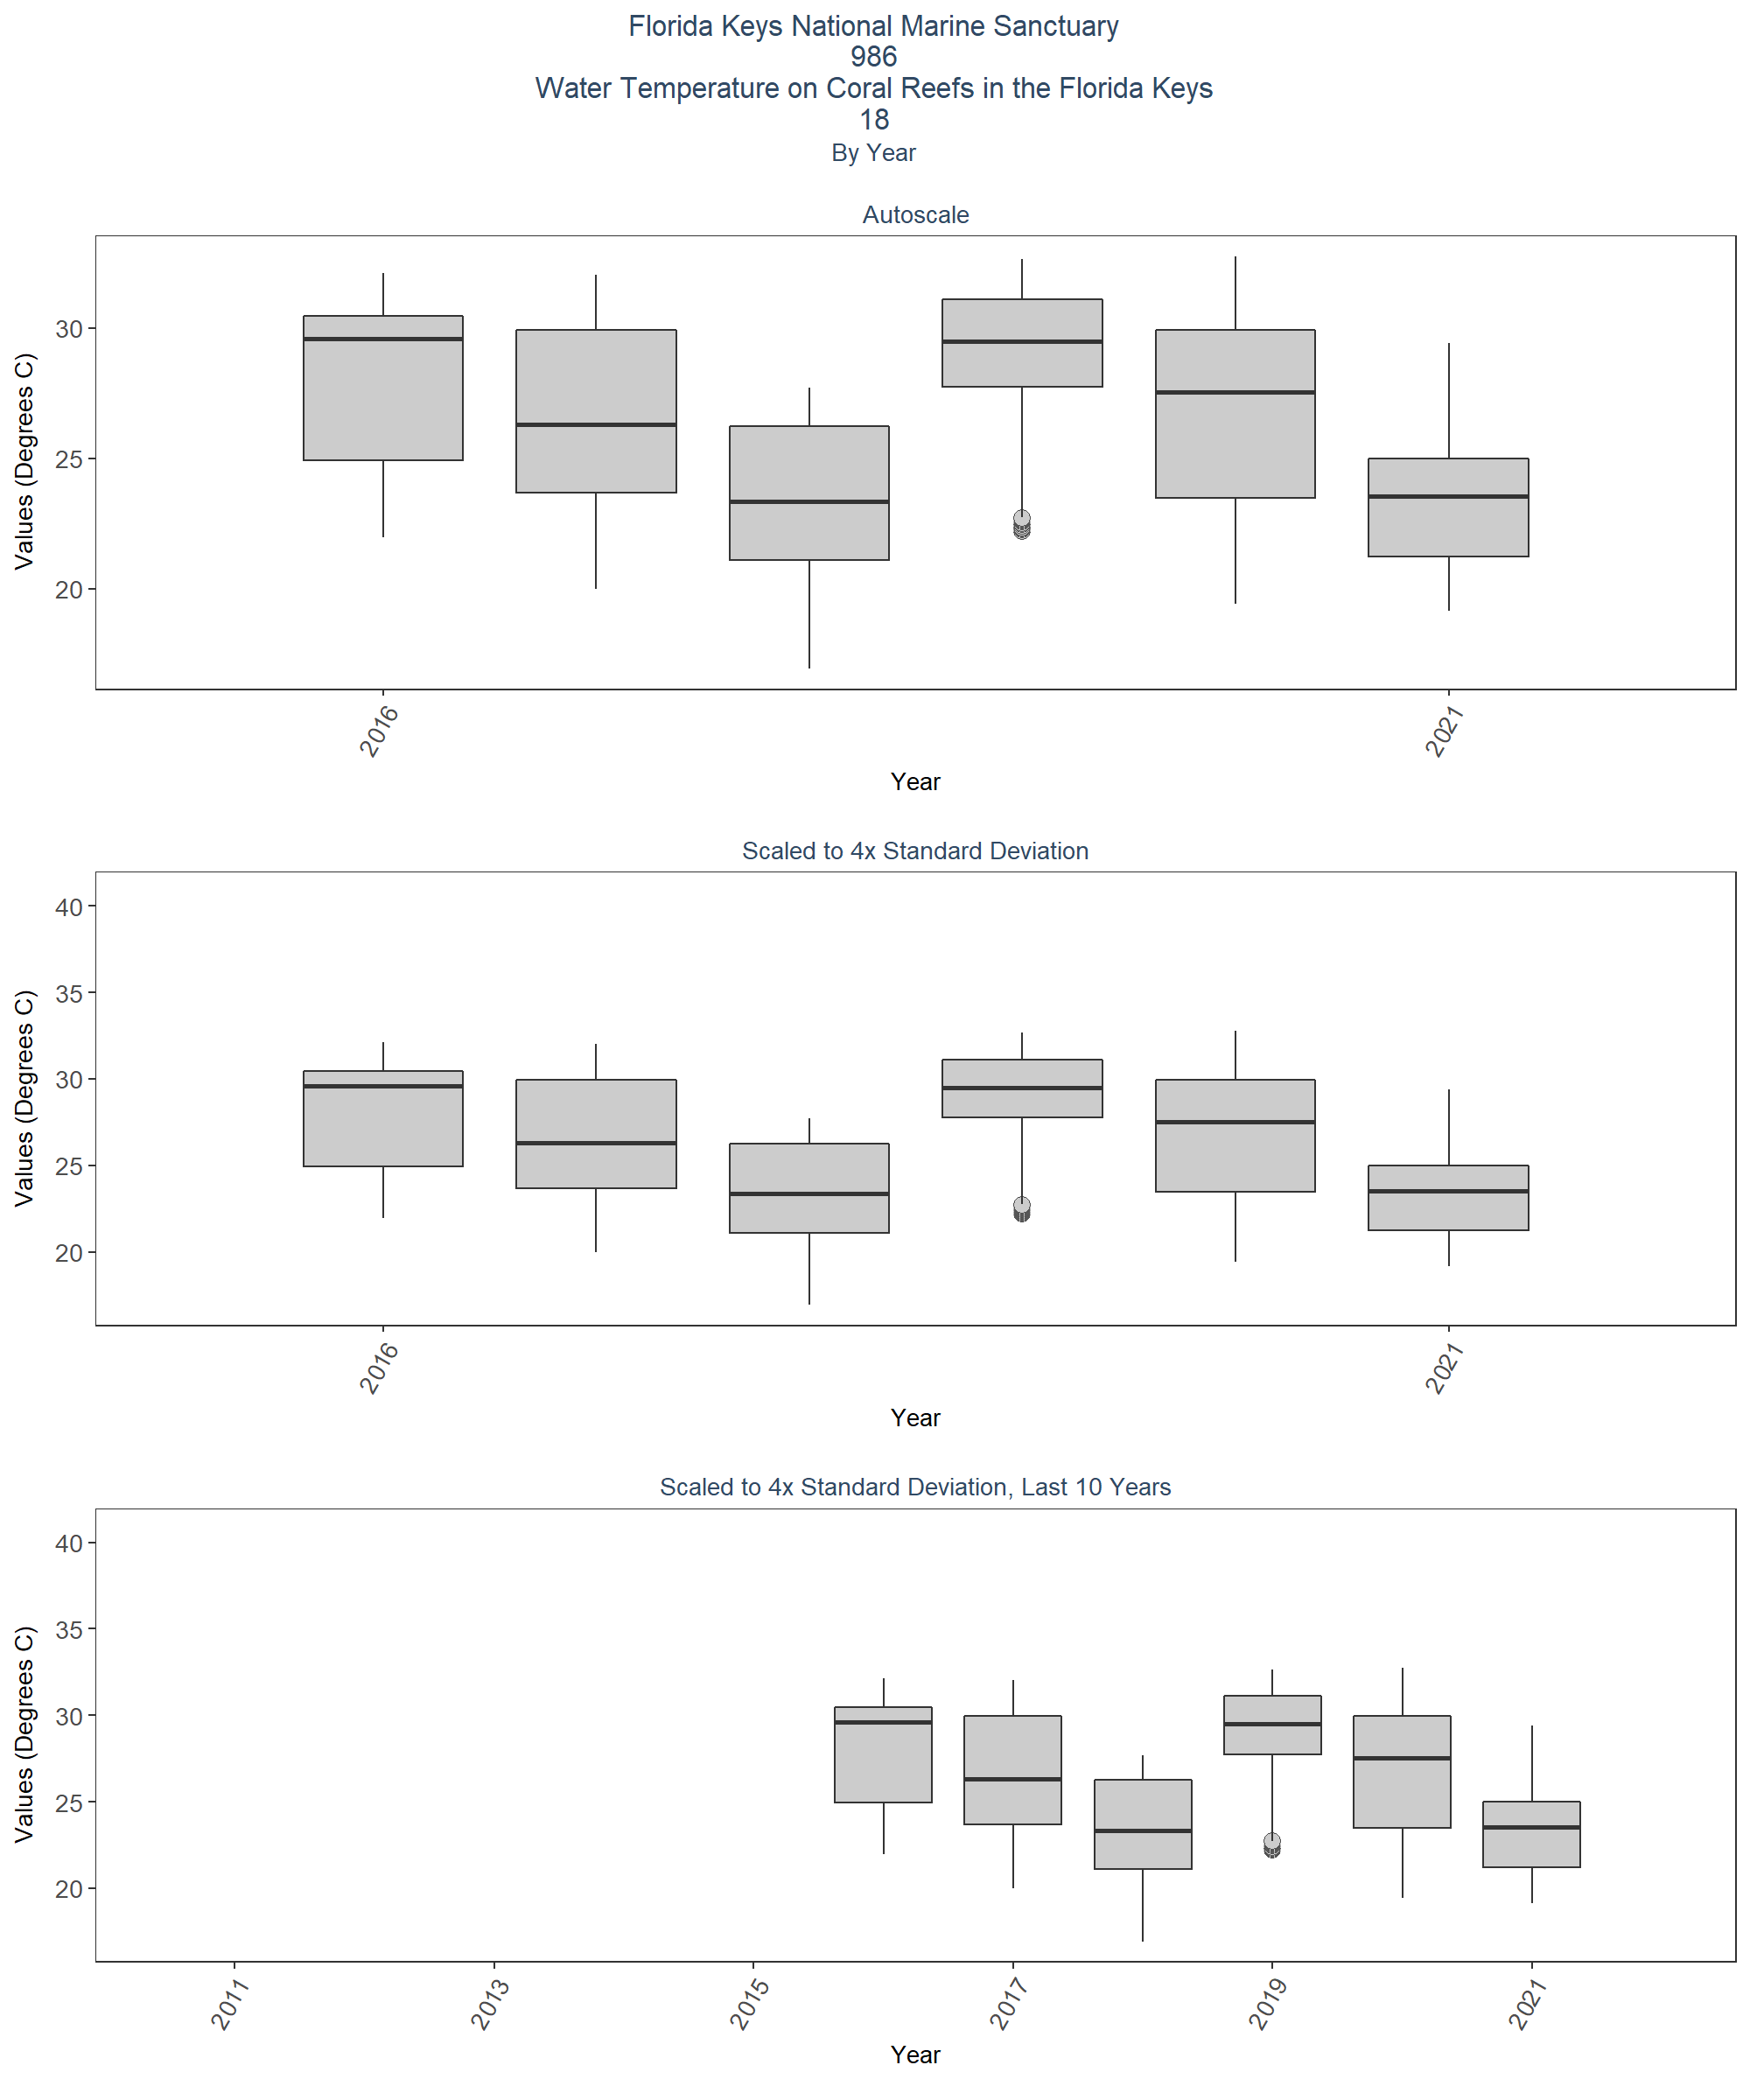 Florida Keys National Marine Sanctuary
986
Water Temperature on Coral Reefs in the Florida Keys
18
By Year
Autoscale
Values (Degrees C)
30
25
20
2016
2021
Year
Scaled to 4x Standard Deviation
Values (Degrees C)
40
35
30
25
20
2016
2021
Year
Scaled to 4x Standard Deviation, Last 10 Years
Values (Degrees C)
40
35
30
25
20
2011
2013
2015
2017
2019
2021
Year